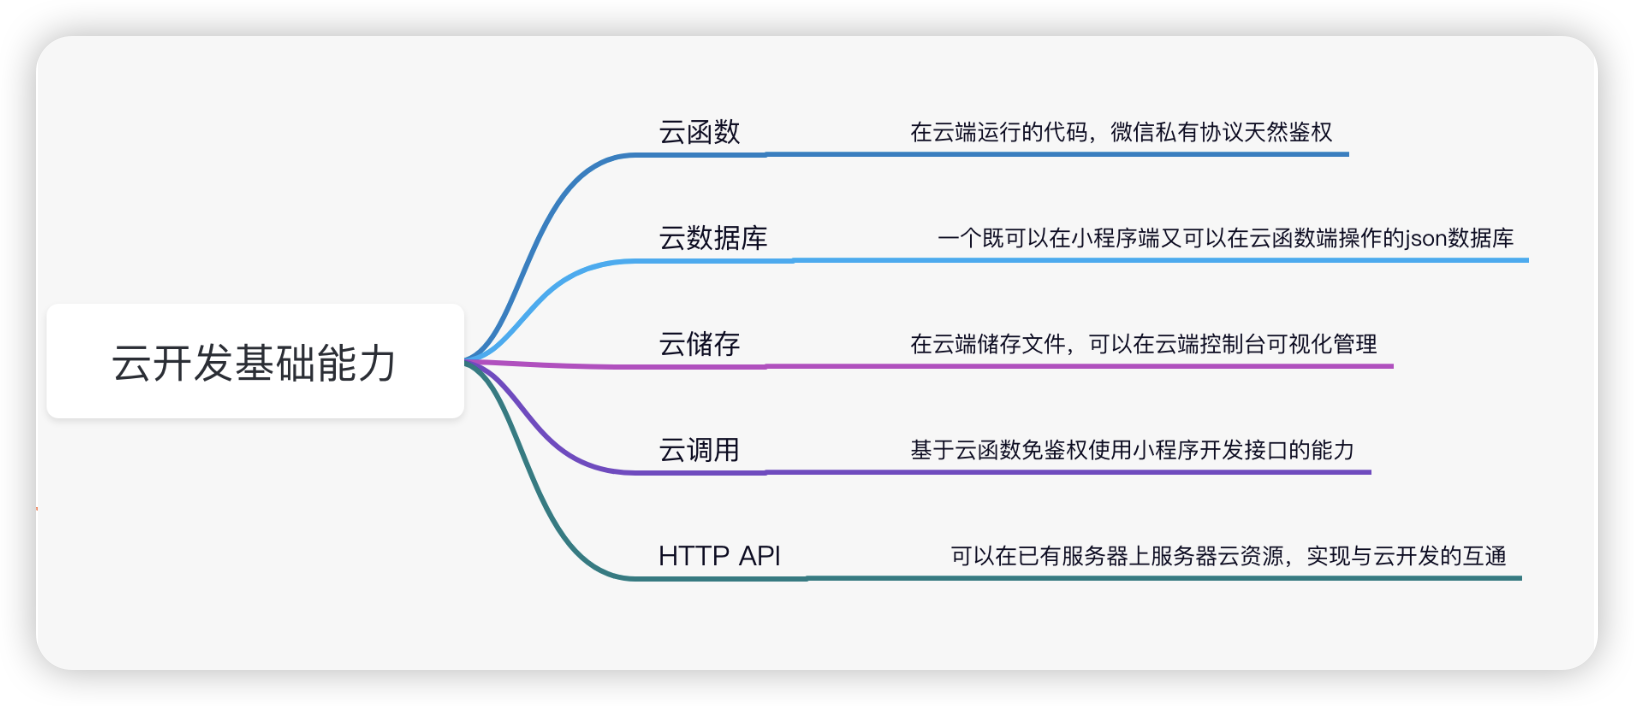 云开发基础能力
云函数
在云端运行的代码，微信私有协议天然鉴权
云数据库
一个既可以在小程序端又可以在云函数端操作的json数据库
云储存
在云端储存文件，可以在云端控制台可视化管理
云调用
基于云函数免鉴权使用小程序开发接口的能力
HTTP API
可以在已有服务器上服务器云资源，实现与云开发的互通